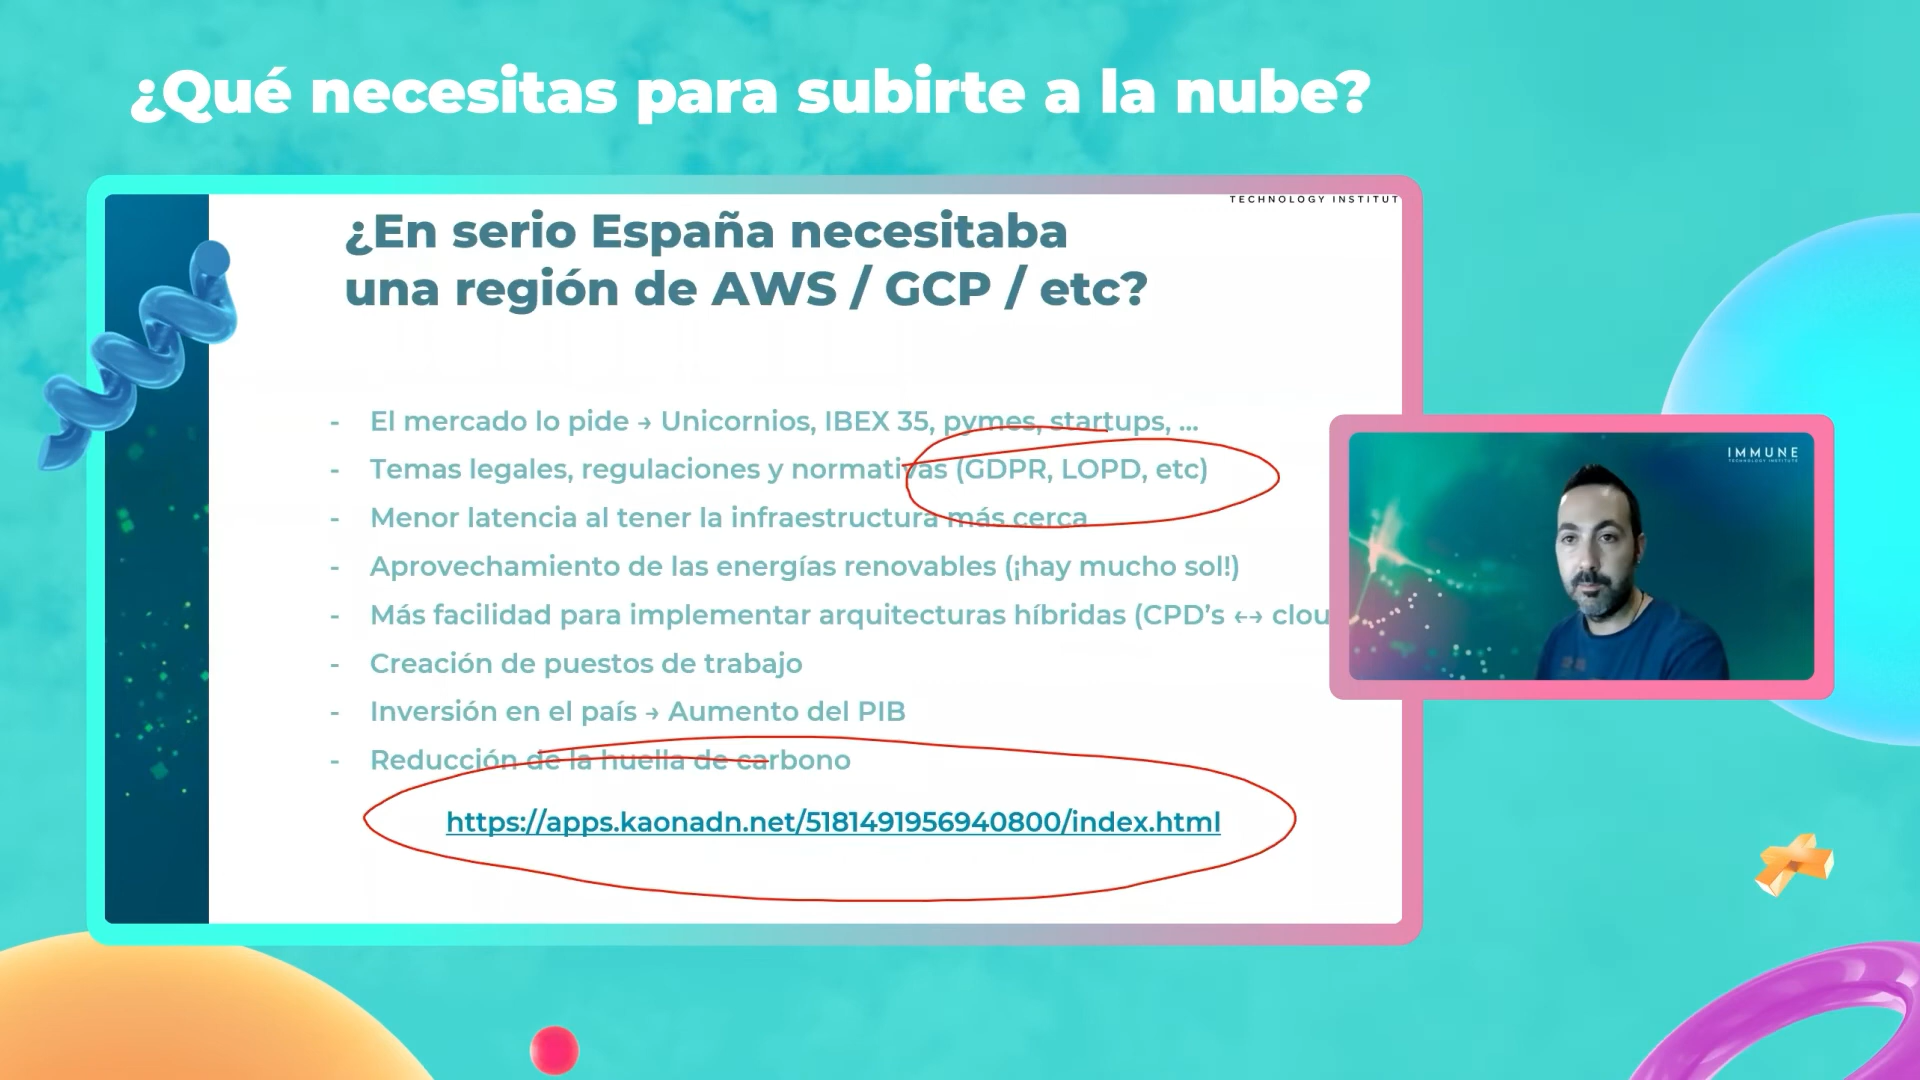 ¿Qué necesitas para subirte a la nube?
TECHNOLOGY INSTITUT
¿En serio España necesitaba
una región de AWS / GCP / etc?
- El mercado lo pide → Unicornios, IBEX 35, pymes, startups, ...
- Temas legales, regulaciones y normativas (GDPR, LOPD, etc)
- Menor latencia al tener la infraestructura más cerca
- Aprovechamiento de las energías renovables (¡hay mucho sol!)
- Más facilidad para implementar arquitecturas híbridas (CPD’s ↔ clou
- Creación de puestos de trabajo
- Inversión en el país → Aumento del PIB
- Reducción de la huella de carbono
https://apps.kaonadn.net/5181491956940800/index.html
IMMUNE
TECHNOLOGY INSTITUTE